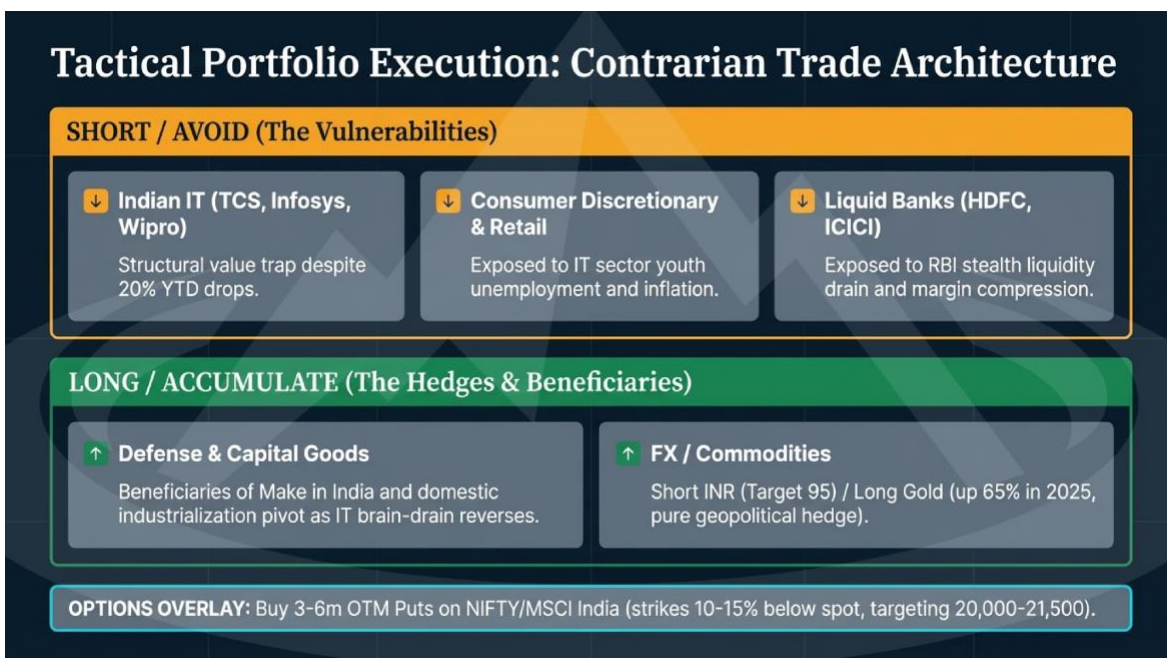 Tactical Portfolio Execution: Contrarian Trade Architecture
SHORT / AVOID (The Vulnerabilities)
Indian IT (TCS, Infosys,
Wipro)
Structural value trap despite
20% YTD drops.
Consumer Discretionary
& Retail
Exposed to IT sector youth
unemployment and inflation.
Liquid Banks (HDFC,
ICICI)
Exposed to RBI stealth liquidity
drain and margin compression.
LONG / ACCUMULATE (The Hedges & Beneficiaries)
Defense & Capital Goods
Beneficiaries of Make in India and domestic
industrialization pivot as IT brain-drain reverses.
FX / Commodities
Short INR (Target 95) / Long Gold (up 65% in 2025,
pure geopolitical hedge).
OPTIONS OVERLAY: Buy 3-6m OTM Puts on NIFTY/MSCI India (strikes 10-15% below spot, targeting 20,000-21,500).